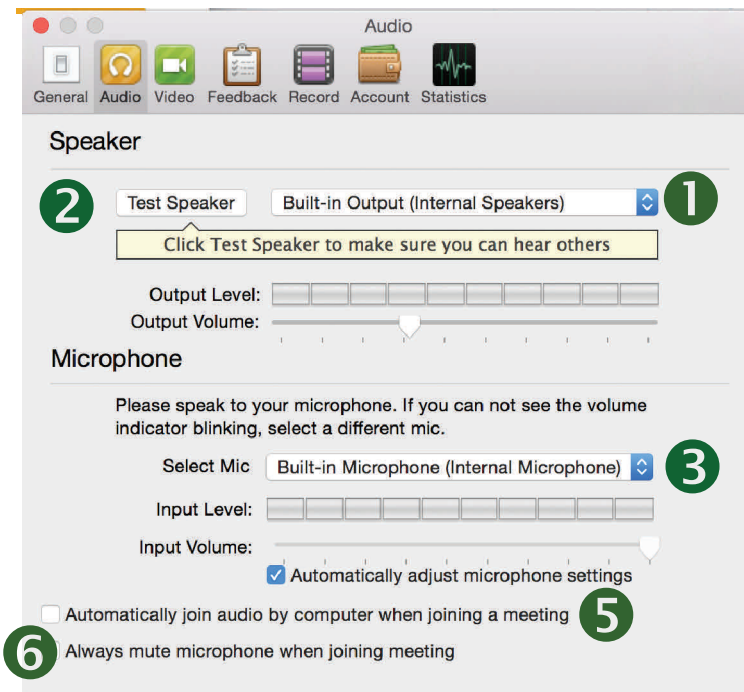 Audio
General Audio Video Feedback Record Account Statistics
Speaker
2 Test Speaker Built-in Output (Internal Speakers) 1
Click Test Speaker to make sure you can hear others
Output Level:
Output Volume:
Microphone
Please speak to your microphone. If you can not see the volume
indicator blinking, select a different mic.
Select Mic Built-in Microphone (Internal Microphone) 3
Input Level:
Input Volume:
Automatically adjust microphone settings
Automatically join audio by computer when joining a meeting 5
6 Always mute microphone when joining meeting